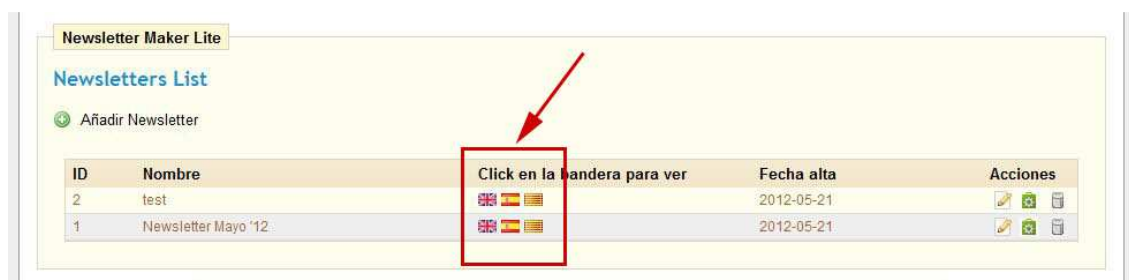 Newsletter Maker Lite
Newsletters List
Añadir Newsletter
ID Nombre Click en la bandera para ver Fecha alta Acciones
2 test 2012-05-21
1 Newsletter Mayo '12 2012-05-21